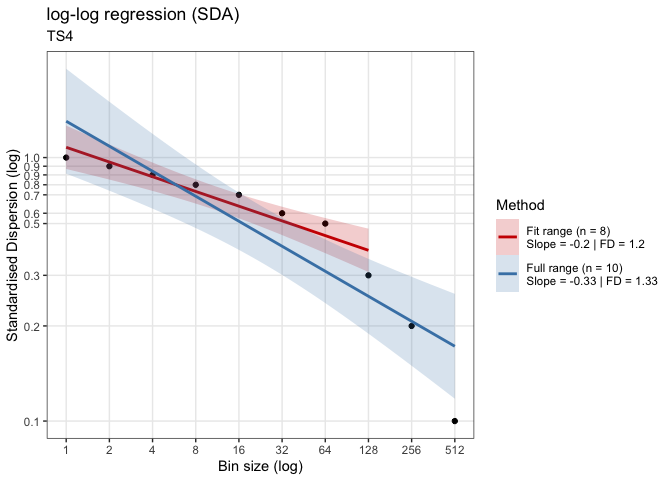 log-log regression (SDA)
TS4
Standardised Dispersion (log)
1.0
0.9
0.9
0.8
0.7
0.6
0.5
0.3
0.2
0.1
1 2 4 8 16 32 64 128 256 512
Bin size (log)
Method
Fit range (n = 8)
Slope = -0.2 | FD = 1.2
Full range (n = 10)
Slope = -0.33 | FD = 1.33